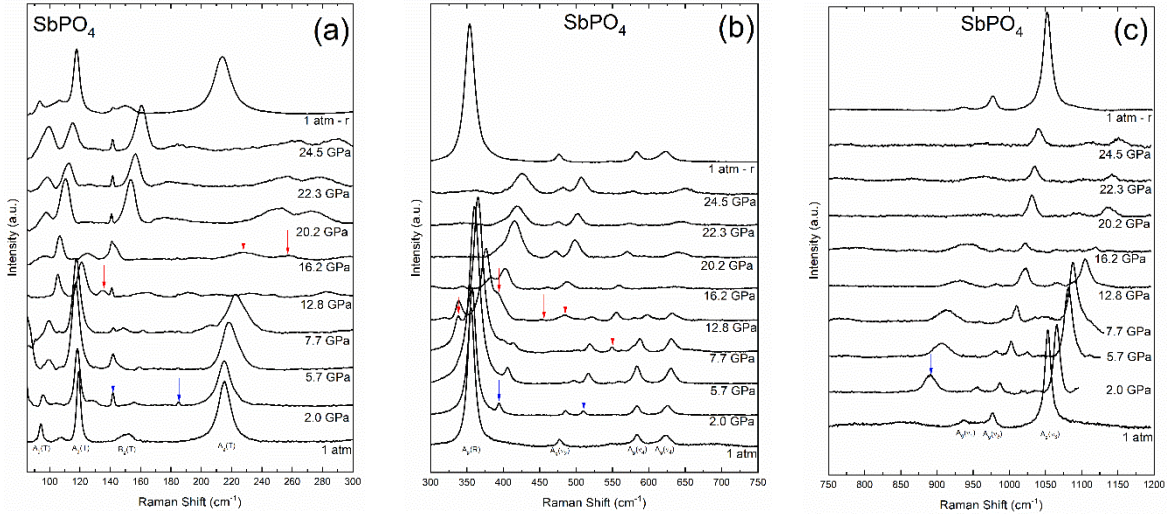 SbPO₄
(a)
Intensity (a.u.)
1 atm - r
24.5 GPa
22.3 GPa
20.2 GPa
16.2 GPa
12.8 GPa
7.7 GPa
5.7 GPa
2.0 GPa
1 atm
100 120 140 160 180 200 220 240 260 280 300
Raman Shift (cm⁻¹)
SbPO₄
(b)
Intensity (a.u.)
1 atm - r
24.5 GPa
22.3 GPa
20.2 GPa
16.2 GPa
12.8 GPa
7.7 GPa
5.7 GPa
2.0 GPa
1 atm
300 350 400 450 500 550 600 650 700 750
Raman Shift (cm⁻¹)
SbPO₄
(c)
Intensity (a.u.)
1 atm - r
24.5 GPa
22.3 GPa
20.2 GPa
16.2 GPa
12.8 GPa
7.7 GPa
5.7 GPa
2.0 GPa
1 atm
750 800 850 900 950 1000 1050 1100 1150 1200
Raman Shift (cm⁻¹)